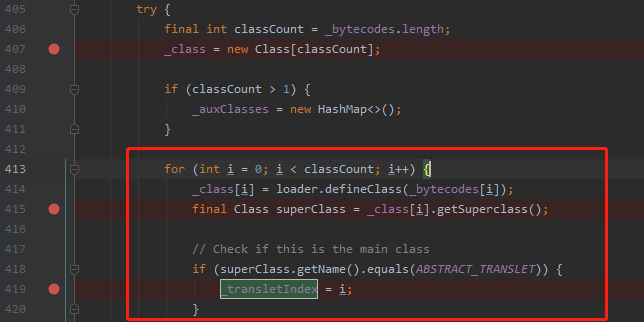 405 try {
406 final int classCount = _bytecodes.length;
407 _class = new Class[classCount];
408
409 if (classCount > 1) {
410 _auxClasses = new HashMap<>();
411 }
412
413 for (int i = 0; i < classCount; i++) {
414 _class[i] = loader.defineClass(_bytecodes[i]);
415 final Class superClass = _class[i].getSuperclass();
416
417 // Check if this is the main class
418 if (superClass.getName().equals(ABSTRACT_TRANSLET)) {
419 _transletIndex = i;
420 }